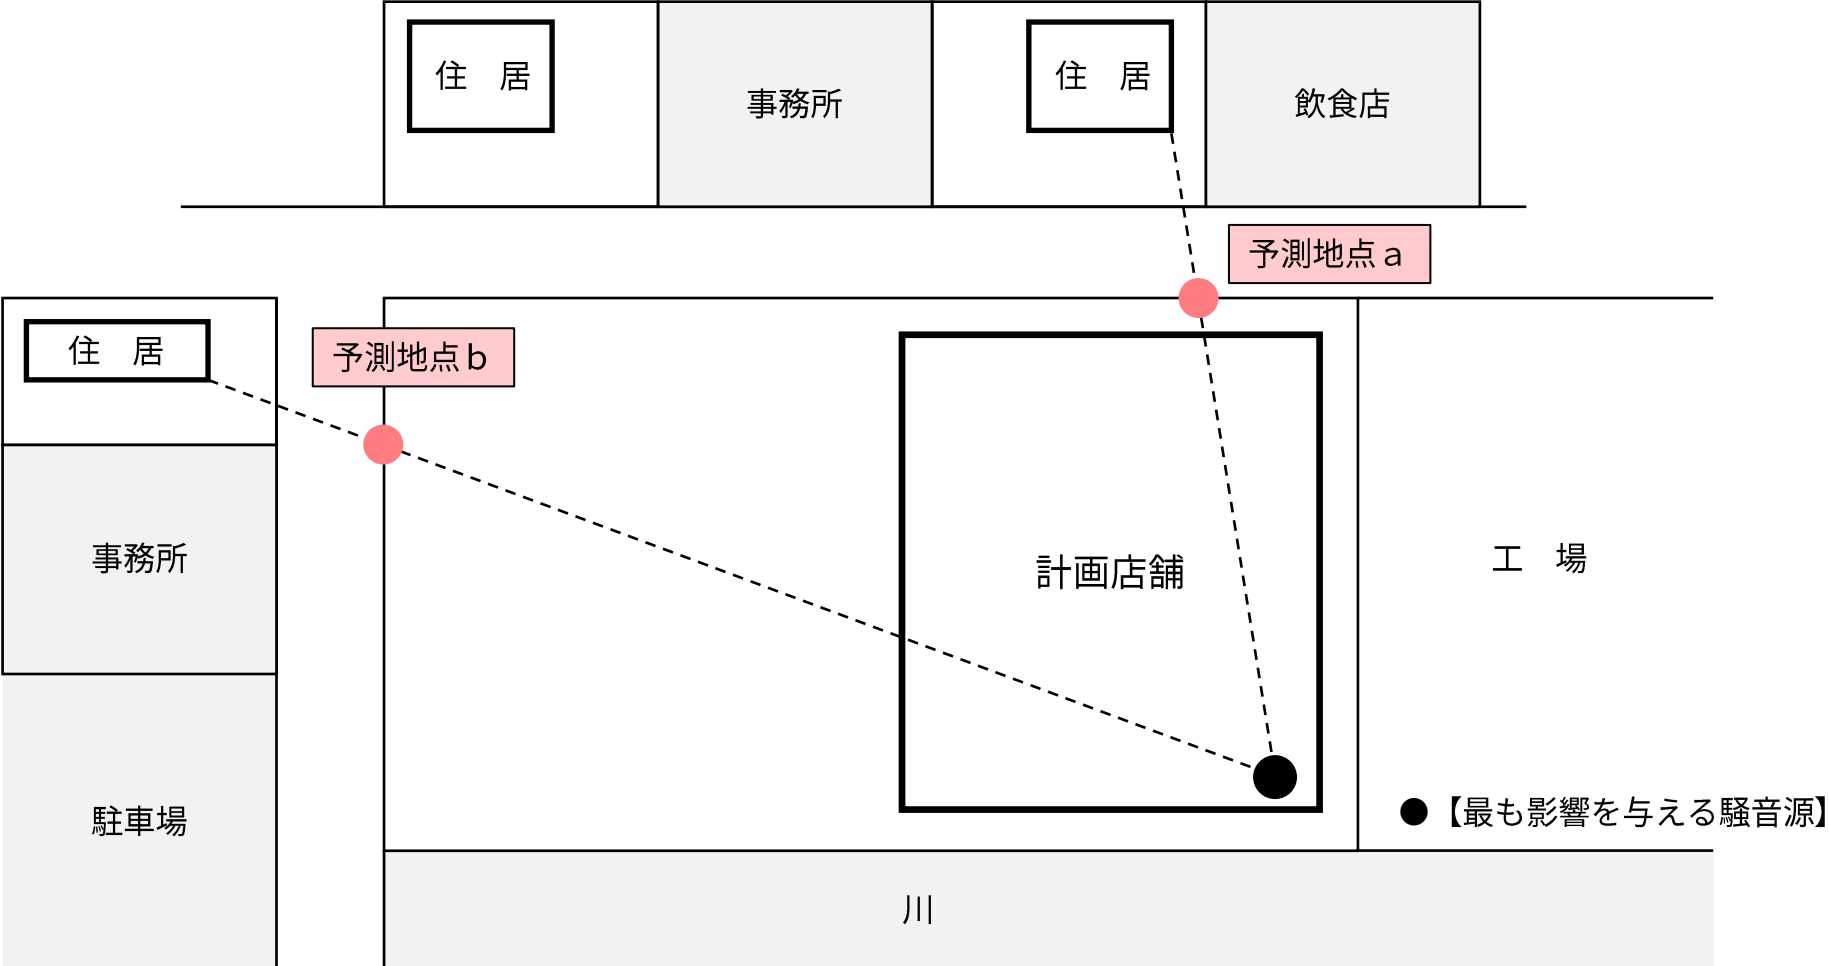 住　居
事務所
住　居
飲食店
予測地点ａ
住　居
予測地点ｂ
事務所
計画店舗
工　場
駐車場
●【最も影響を与える騒音源】
川